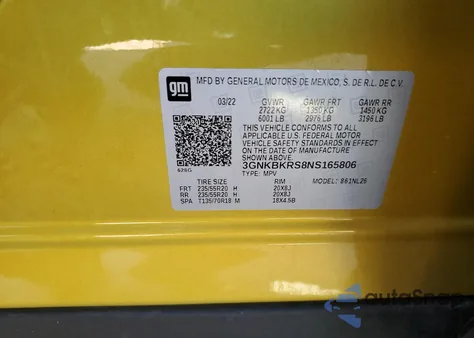 gm
MFD BY GENERAL MOTORS DE MEXICO, S. DE R.L. DE C.V.
03/22 GVWR GAWR FRT GAWR RR
2722 KG 1350 KG 1450 KG
6001 LB 2976 LB 3196 LB
THIS VEHICLE CONFORMS TO ALL
APPLICABLE U.S. FEDERAL MOTOR
VEHICLE SAFETY STANDARDS IN
EFFECT ON THE DATE OF
MANUFACTURE SHOWN ABOVE.
3GNKBKRS8NS165806
TYPE: MPV
62SG
TIRE SIZE RIM MODEL: 861NL26
FRT 235/55R20 H 20X8J
RR 235/55R20 H 20X8J
SPA T135/70R18 M 18X4.5B
autoSnap